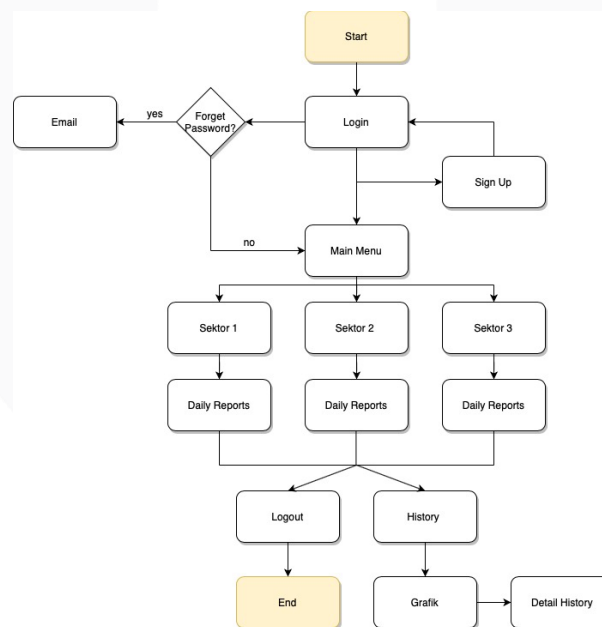 Start
Email
yes
Forget
Password?
Login
Sign Up
no
Main Menu
Sektor 1
Sektor 2
Sektor 3
Daily Reports
Daily Reports
Daily Reports
Logout
History
End
Grafik
Detail History